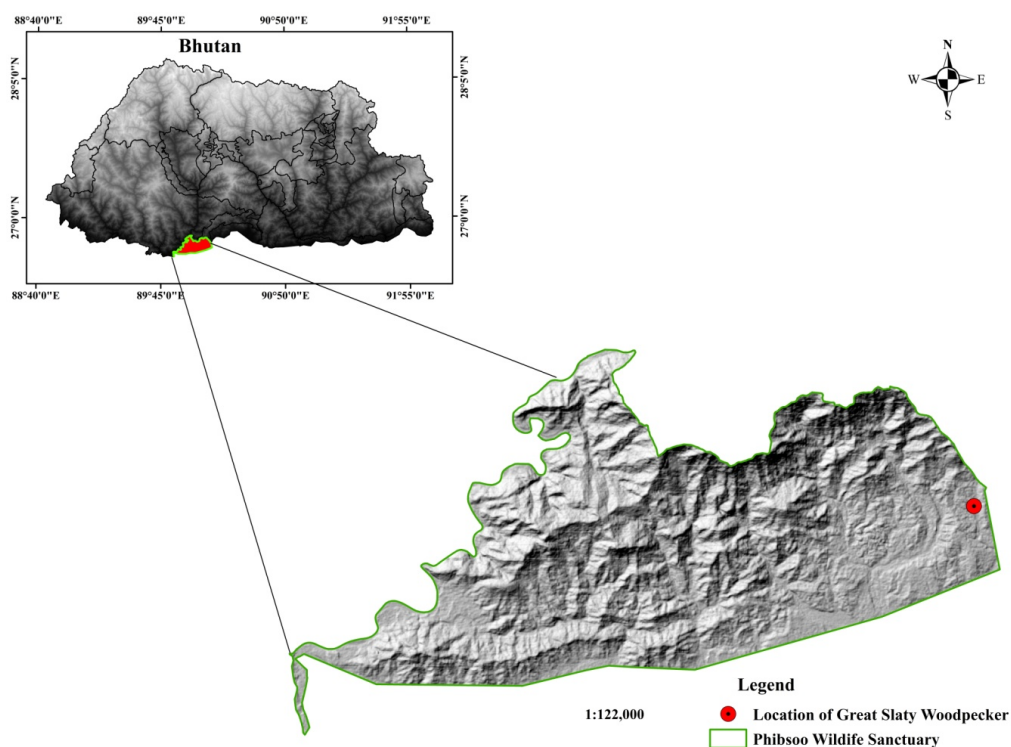 88°40'0"E 89°45'0"E 90°50'0"E 91°55'0"E
Bhutan
28°5'0"N
28°5'0"N
27°0'0"N
27°0'0"N
88°40'0"E 89°45'0"E 90°50'0"E 91°55'0"E
N
W E
S
Legend
1:122,000
Location of Great Slaty Woodpecker
Phibsoo Wildlife Sanctuary